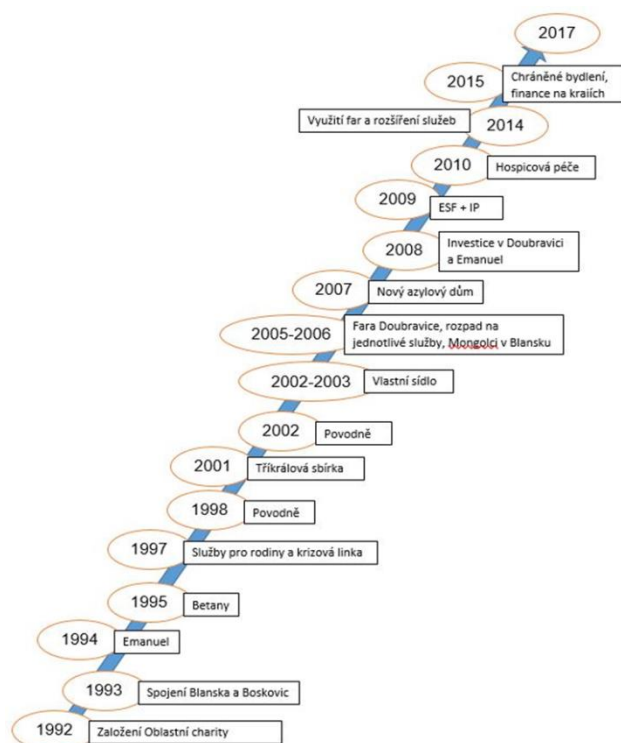 2017
2015
Chráněné bydlení,
finance na kraiích
Využití far a rozšíření služeb
2014
2010
Hospicová péče
2009
ESF + IP
2008
Investice v Doubravici
a Emanuel
2007
Nový azylový dům
2005-2006
Fara Doubravice, rozpad na
jednotlivé služby, Mongolci v Blansku
2002-2003
Vlastní sídlo
2002
Povodně
2001
Tříkrálová sbírka
1998
Povodně
1997
Služby pro rodiny a krizová linka
1995
Betany
1994
Emanuel
1993
Spojení Blanska a Boskovic
1992
Založení Oblastní charity